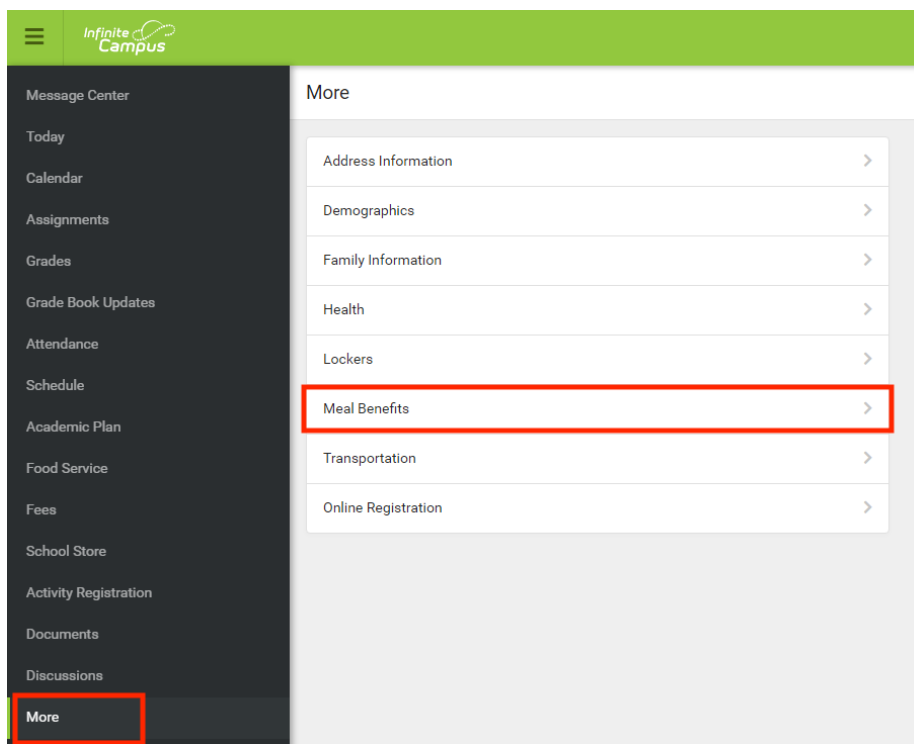 Infinite
Campus
Message Center
Today
Calendar
Assignments
Grades
Grade Book Updates
Attendance
Schedule
Academic Plan
Food Service
Fees
School Store
Activity Registration
Documents
Discussions
More
More
Address Information
Demographics
Family Information
Health
Lockers
Meal Benefits
Transportation
Online Registration